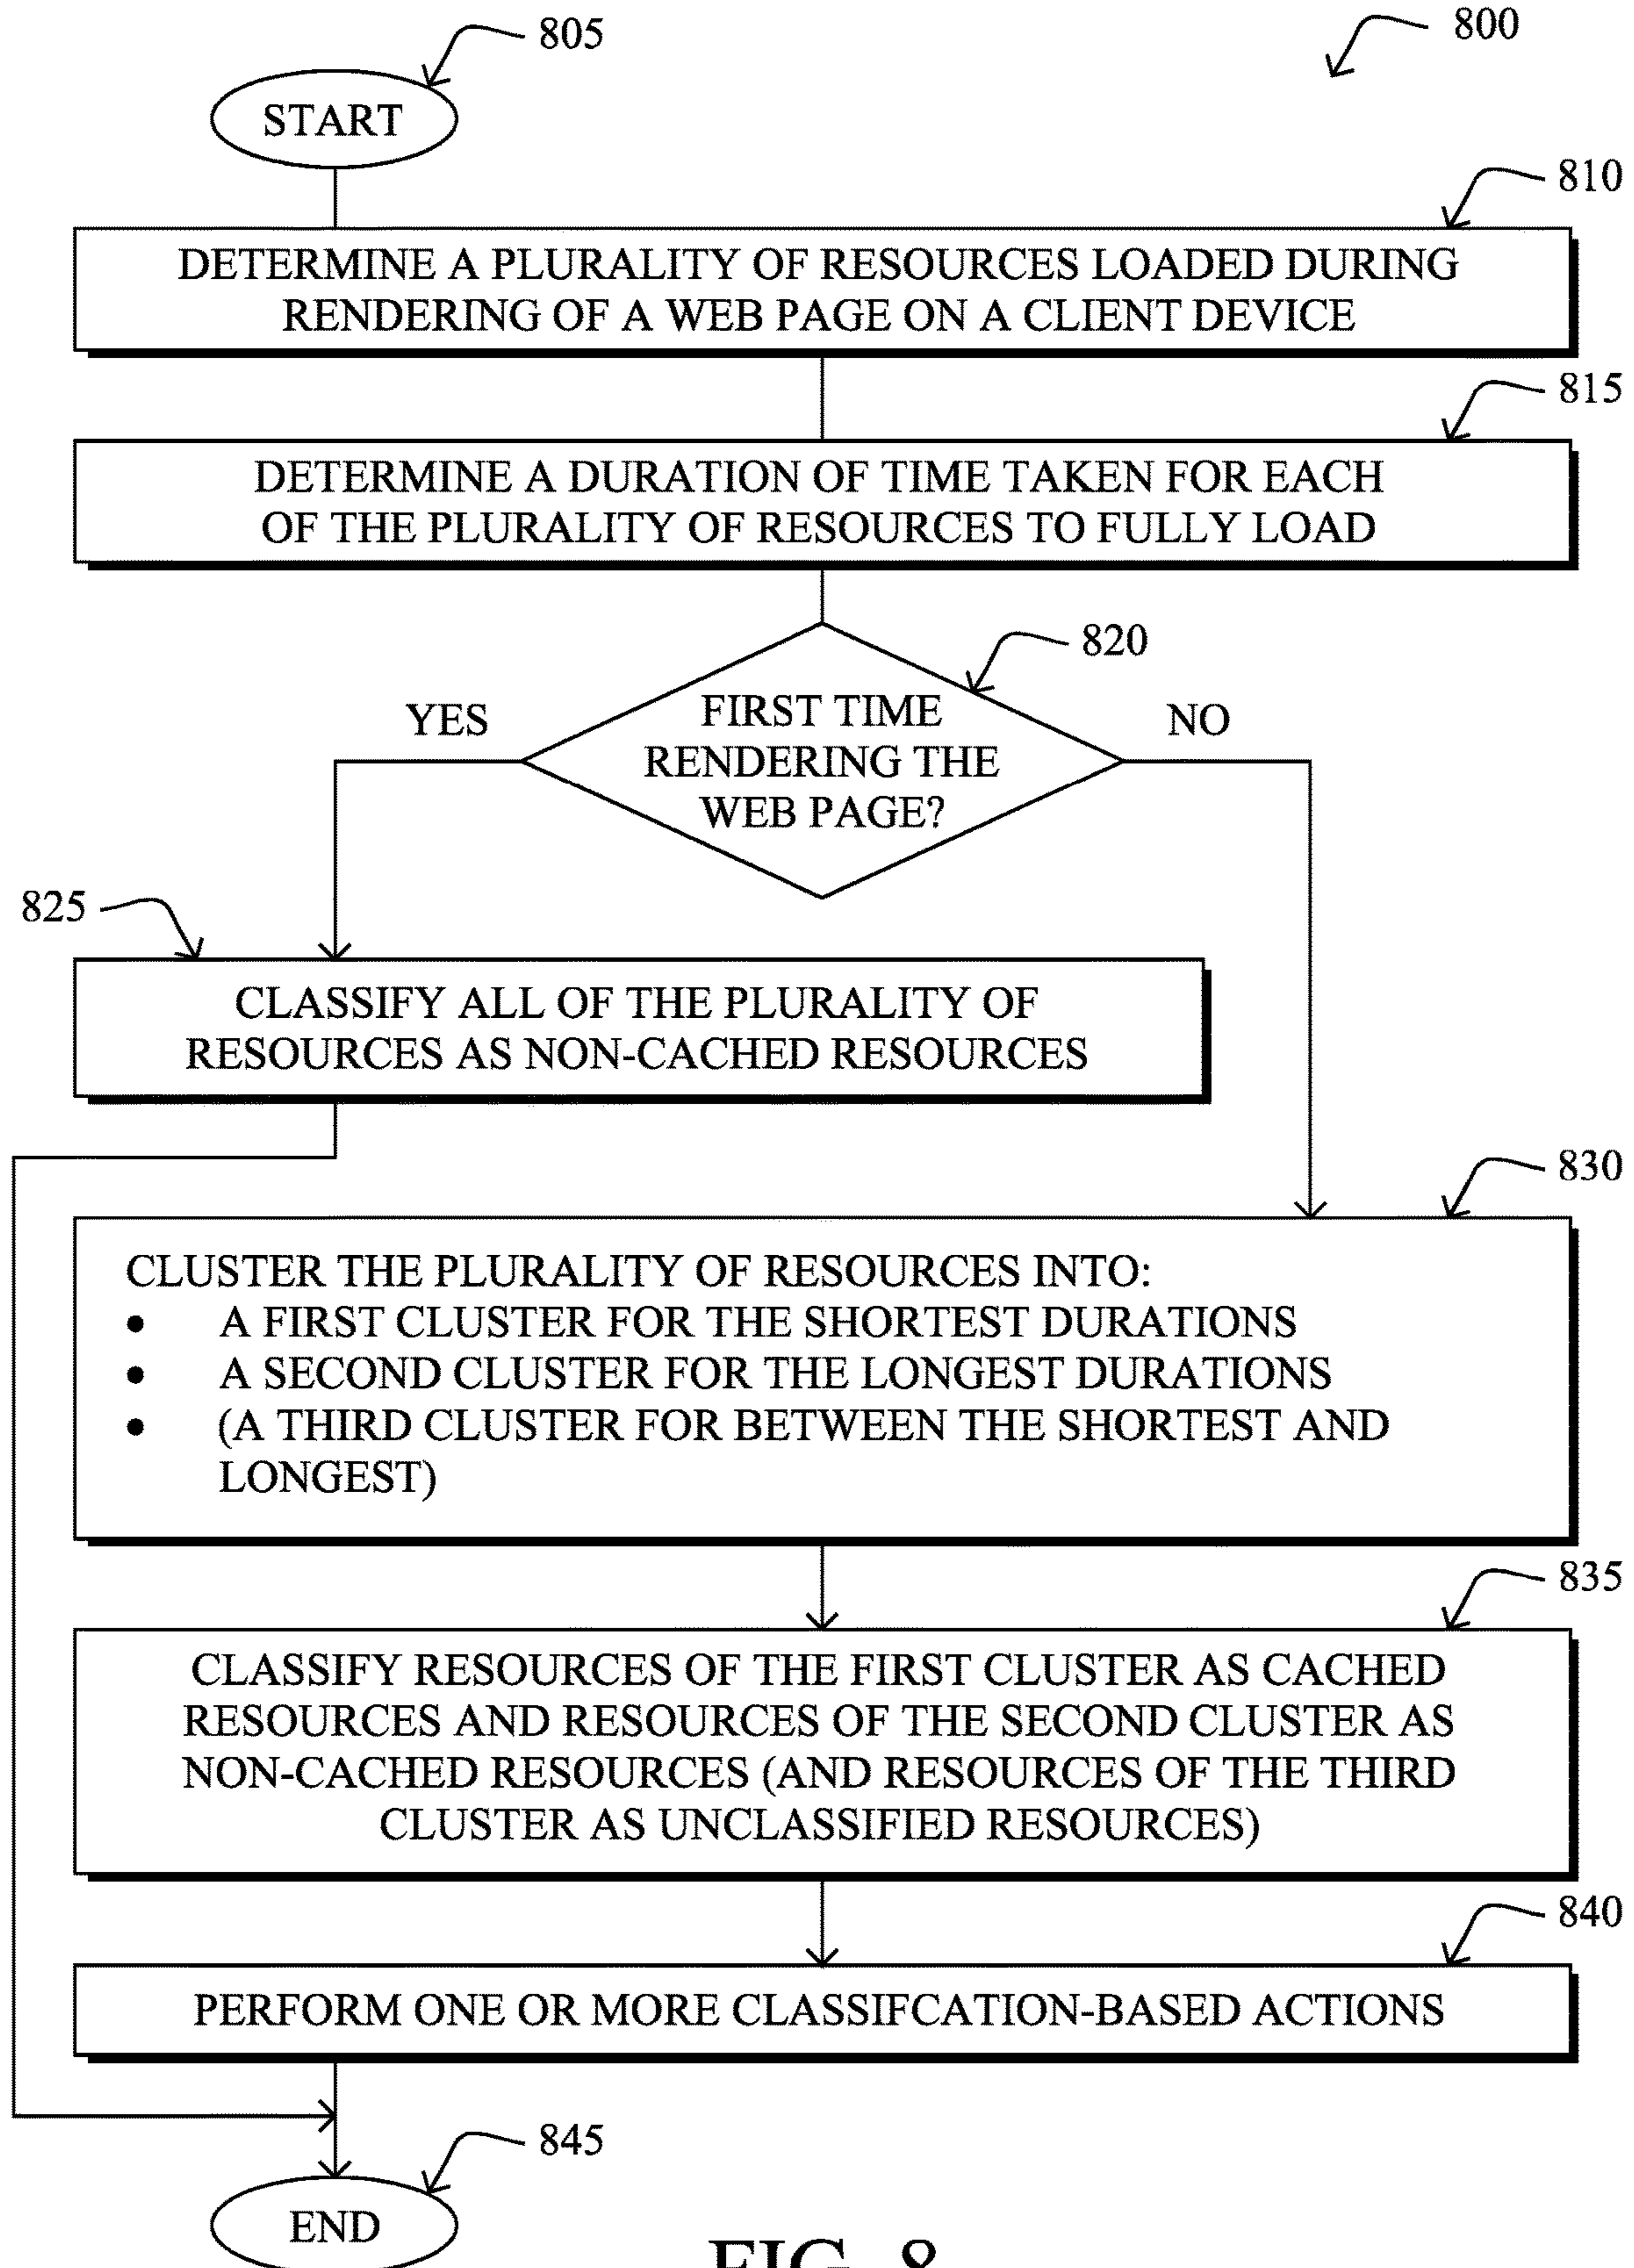 800
805
START
810
DETERMINE A PLURALITY OF RESOURCES LOADED DURING
RENDERING OF A WEB PAGE ON A CLIENT DEVICE
815
DETERMINE A DURATION OF TIME TAKEN FOR EACH
OF THE PLURALITY OF RESOURCES TO FULLY LOAD
820
FIRST TIME
RENDERING THE
WEB PAGE?
YES
NO
825
CLASSIFY ALL OF THE PLURALITY OF
RESOURCES AS NON-CACHED RESOURCES
830
CLUSTER THE PLURALITY OF RESOURCES INTO:
• A FIRST CLUSTER FOR THE SHORTEST DURATIONS
• A SECOND CLUSTER FOR THE LONGEST DURATIONS
• (A THIRD CLUSTER FOR BETWEEN THE SHORTEST AND
LONGEST)
835
CLASSIFY RESOURCES OF THE FIRST CLUSTER AS CACHED
RESOURCES AND RESOURCES OF THE SECOND CLUSTER AS
NON-CACHED RESOURCES (AND RESOURCES OF THE THIRD
CLUSTER AS UNCLASSIFIED RESOURCES)
840
PERFORM ONE OR MORE CLASSIFCATION-BASED ACTIONS
845
END
FIG. 8